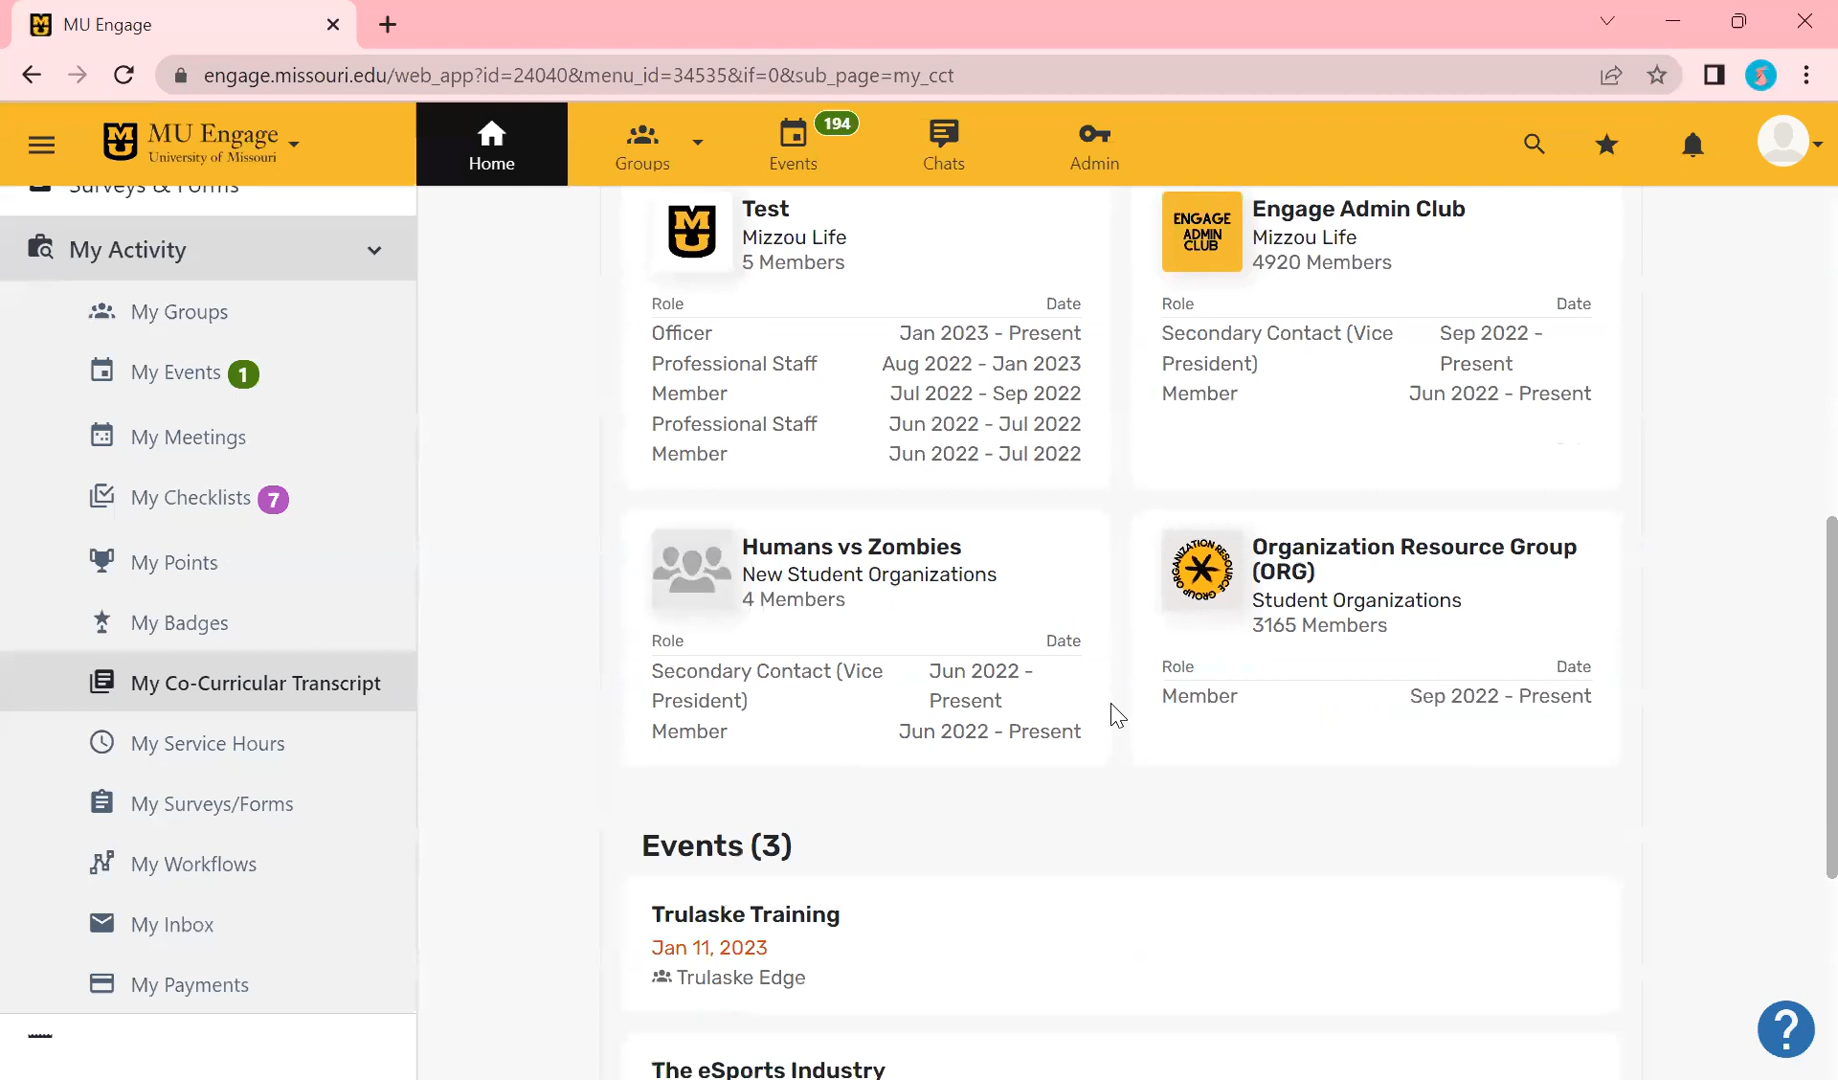 MU Engage
engage.missouri.edu/web_app?id=24040&menu_id=34535&if=0&sub_page=my_cct
MU Engage
University of Missouri
Home
Groups
Events
194
Chats
Admin
Surveys & Forms
My Activity
My Groups
My Events 1
My Meetings
My Checklists 7
My Points
My Badges
My Co-Curricular Transcript
My Service Hours
My Surveys/Forms
My Workflows
My Inbox
My Payments
Test
Mizzou Life
5 Members
Role Date
Officer Jan 2023 - Present
Professional Staff Aug 2022 - Jan 2023
Member Jul 2022 - Sep 2022
Professional Staff Jun 2022 - Jul 2022
Member Jun 2022 - Jul 2022
ENGAGE
ADMIN
CLUB
Engage Admin Club
Mizzou Life
4920 Members
Role Date
Secondary Contact (Vice Sep 2022 -
President) Present
Member Jun 2022 - Present
Humans vs Zombies
New Student Organizations
4 Members
Role Date
Secondary Contact (Vice Jun 2022 -
President) Present
Member Jun 2022 - Present
ORGANIZATION RESOURCE GROUP
Organization Resource Group
(ORG)
Student Organizations
3165 Members
Role Date
Member Sep 2022 - Present
Events (3)
Trulaske Training
Jan 11, 2023
Trulaske Edge
The eSports Industry
?